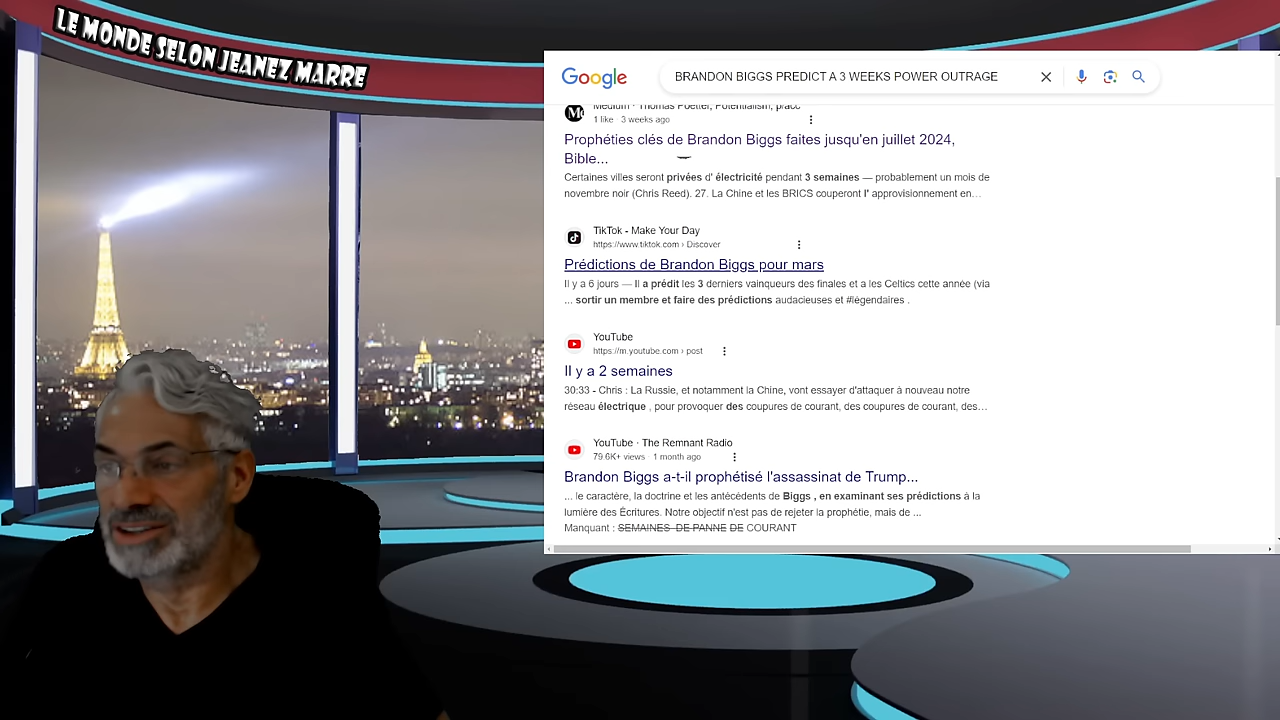 LE MONDE SELON JEANEZ MARRE
Google
BRANDON BIGGS PREDICT A 3 WEEKS POWER OUTRAGE
Medium · Thomas Poetter, Potentialism, pracc
1 like · 3 weeks ago
Prophéties clés de Brandon Biggs faites jusqu'en juillet 2024,
Bible...
Certaines villes seront privées d' électricité pendant 3 semaines — probablement un mois de
novembre noir (Chris Reed). 27. La Chine et les BRICS couperont l' approvisionnement en...
TikTok - Make Your Day
https://www.tiktok.com › Discover
Prédictions de Brandon Biggs pour mars
Il y a 6 jours — Il a prédit les 3 derniers vainqueurs des finales et a les Celtics cette année (via
... sortir un membre et faire des prédictions audacieuses et #légendaires .
YouTube
https://m.youtube.com › post
Il y a 2 semaines
30:33 - Chris : La Russie, et notamment la Chine, vont essayer d'attaquer à nouveau notre
réseau électrique , pour provoquer des coupures de courant, des coupures de courant, des...
YouTube · The Remnant Radio
79.6K+ views · 1 month ago
Brandon Biggs a-t-il prophétisé l'assassinat de Trump...
... le caractère, la doctrine et les antécédents de Biggs , en examinant ses prédictions à la
lumière des Écritures. Notre objectif n'est pas de rejeter la prophétie, mais de ...
Manquant : SEMAINES DE PANNE DE COURANT